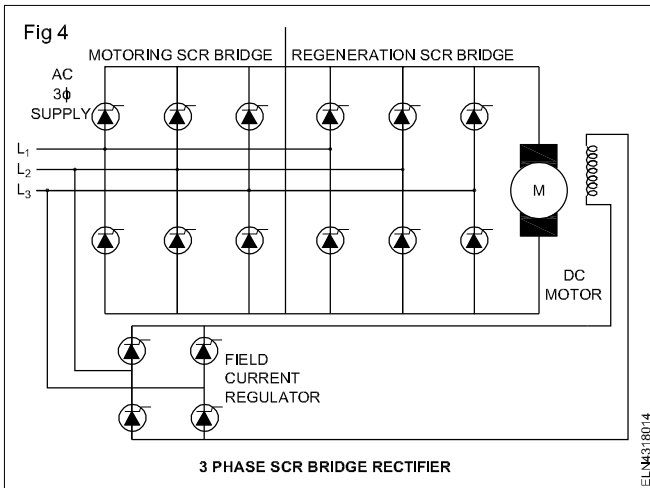 Fig 4
MOTORING SCR BRIDGE
REGENERATION SCR BRIDGE
AC
3ϕ
SUPPLY
L1
L2
L3
M
DC
MOTOR
FIELD
CURRENT
REGULATOR
3 PHASE SCR BRIDGE RECTIFIER
ELN4318014